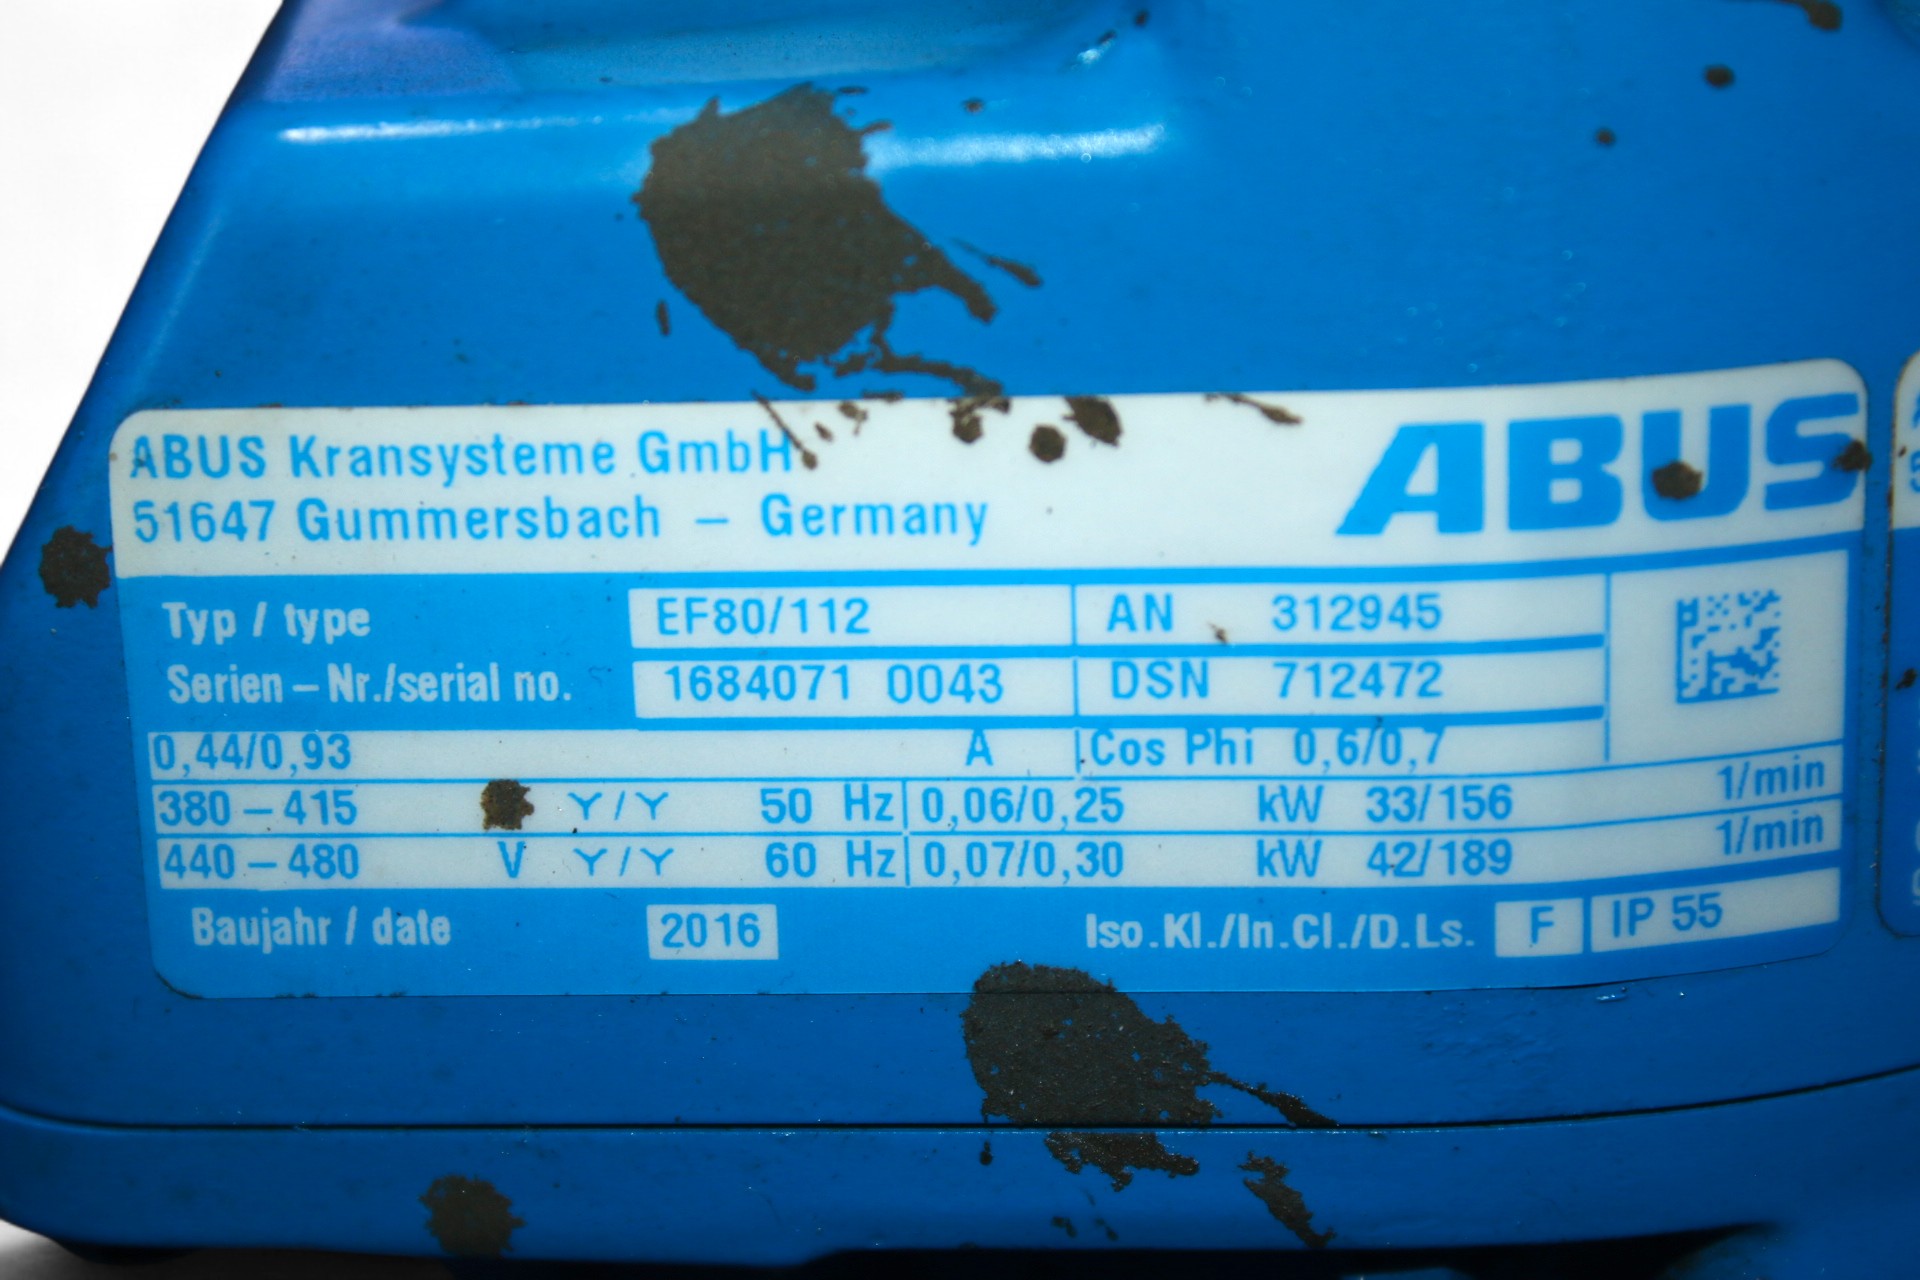 ABUS Kransysteme GmbH
51647 Gummersbach – Germany
ABUS
Typ / type EF80/112 AN 312945
Serien – Nr./serial no. 1684071 0043 DSN 712472
0,44/0,93 A Cos Phi 0,6/0,7
380 – 415 Y/Y 50 Hz 0,06/0,25 kW 33/156 1/min
440 – 480 V Y/Y 60 Hz 0,07/0,30 kW 42/189 1/min
Baujahr / date 2016 Iso.Kl./In.Cl./D.Ls. F IP 55